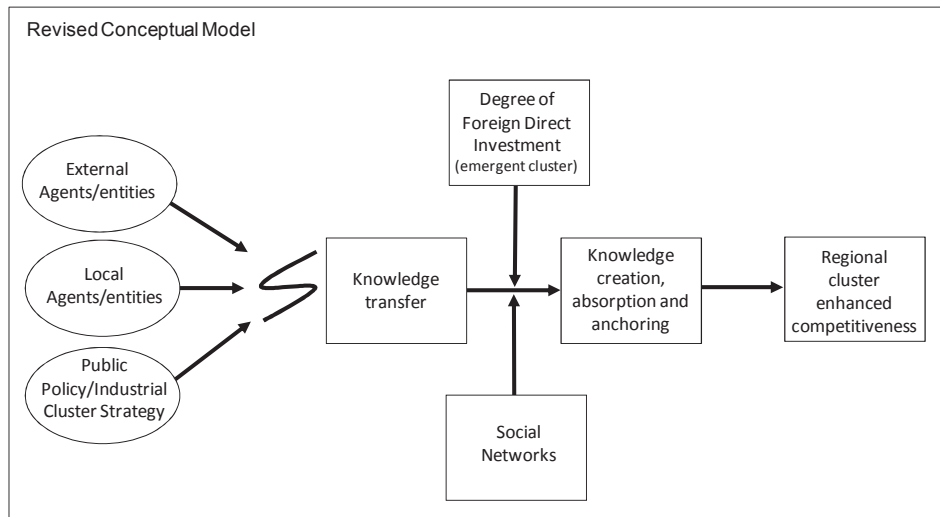 Revised Conceptual Model
Degree of
Foreign Direct
Investment
(emergent cluster)
External
Agents/entities
Local
Agents/entities
Public
Policy/Industrial
Cluster Strategy
Knowledge
transfer
Knowledge
creation,
absorption and
anchoring
Regional
cluster
enhanced
competitiveness
Social
Networks